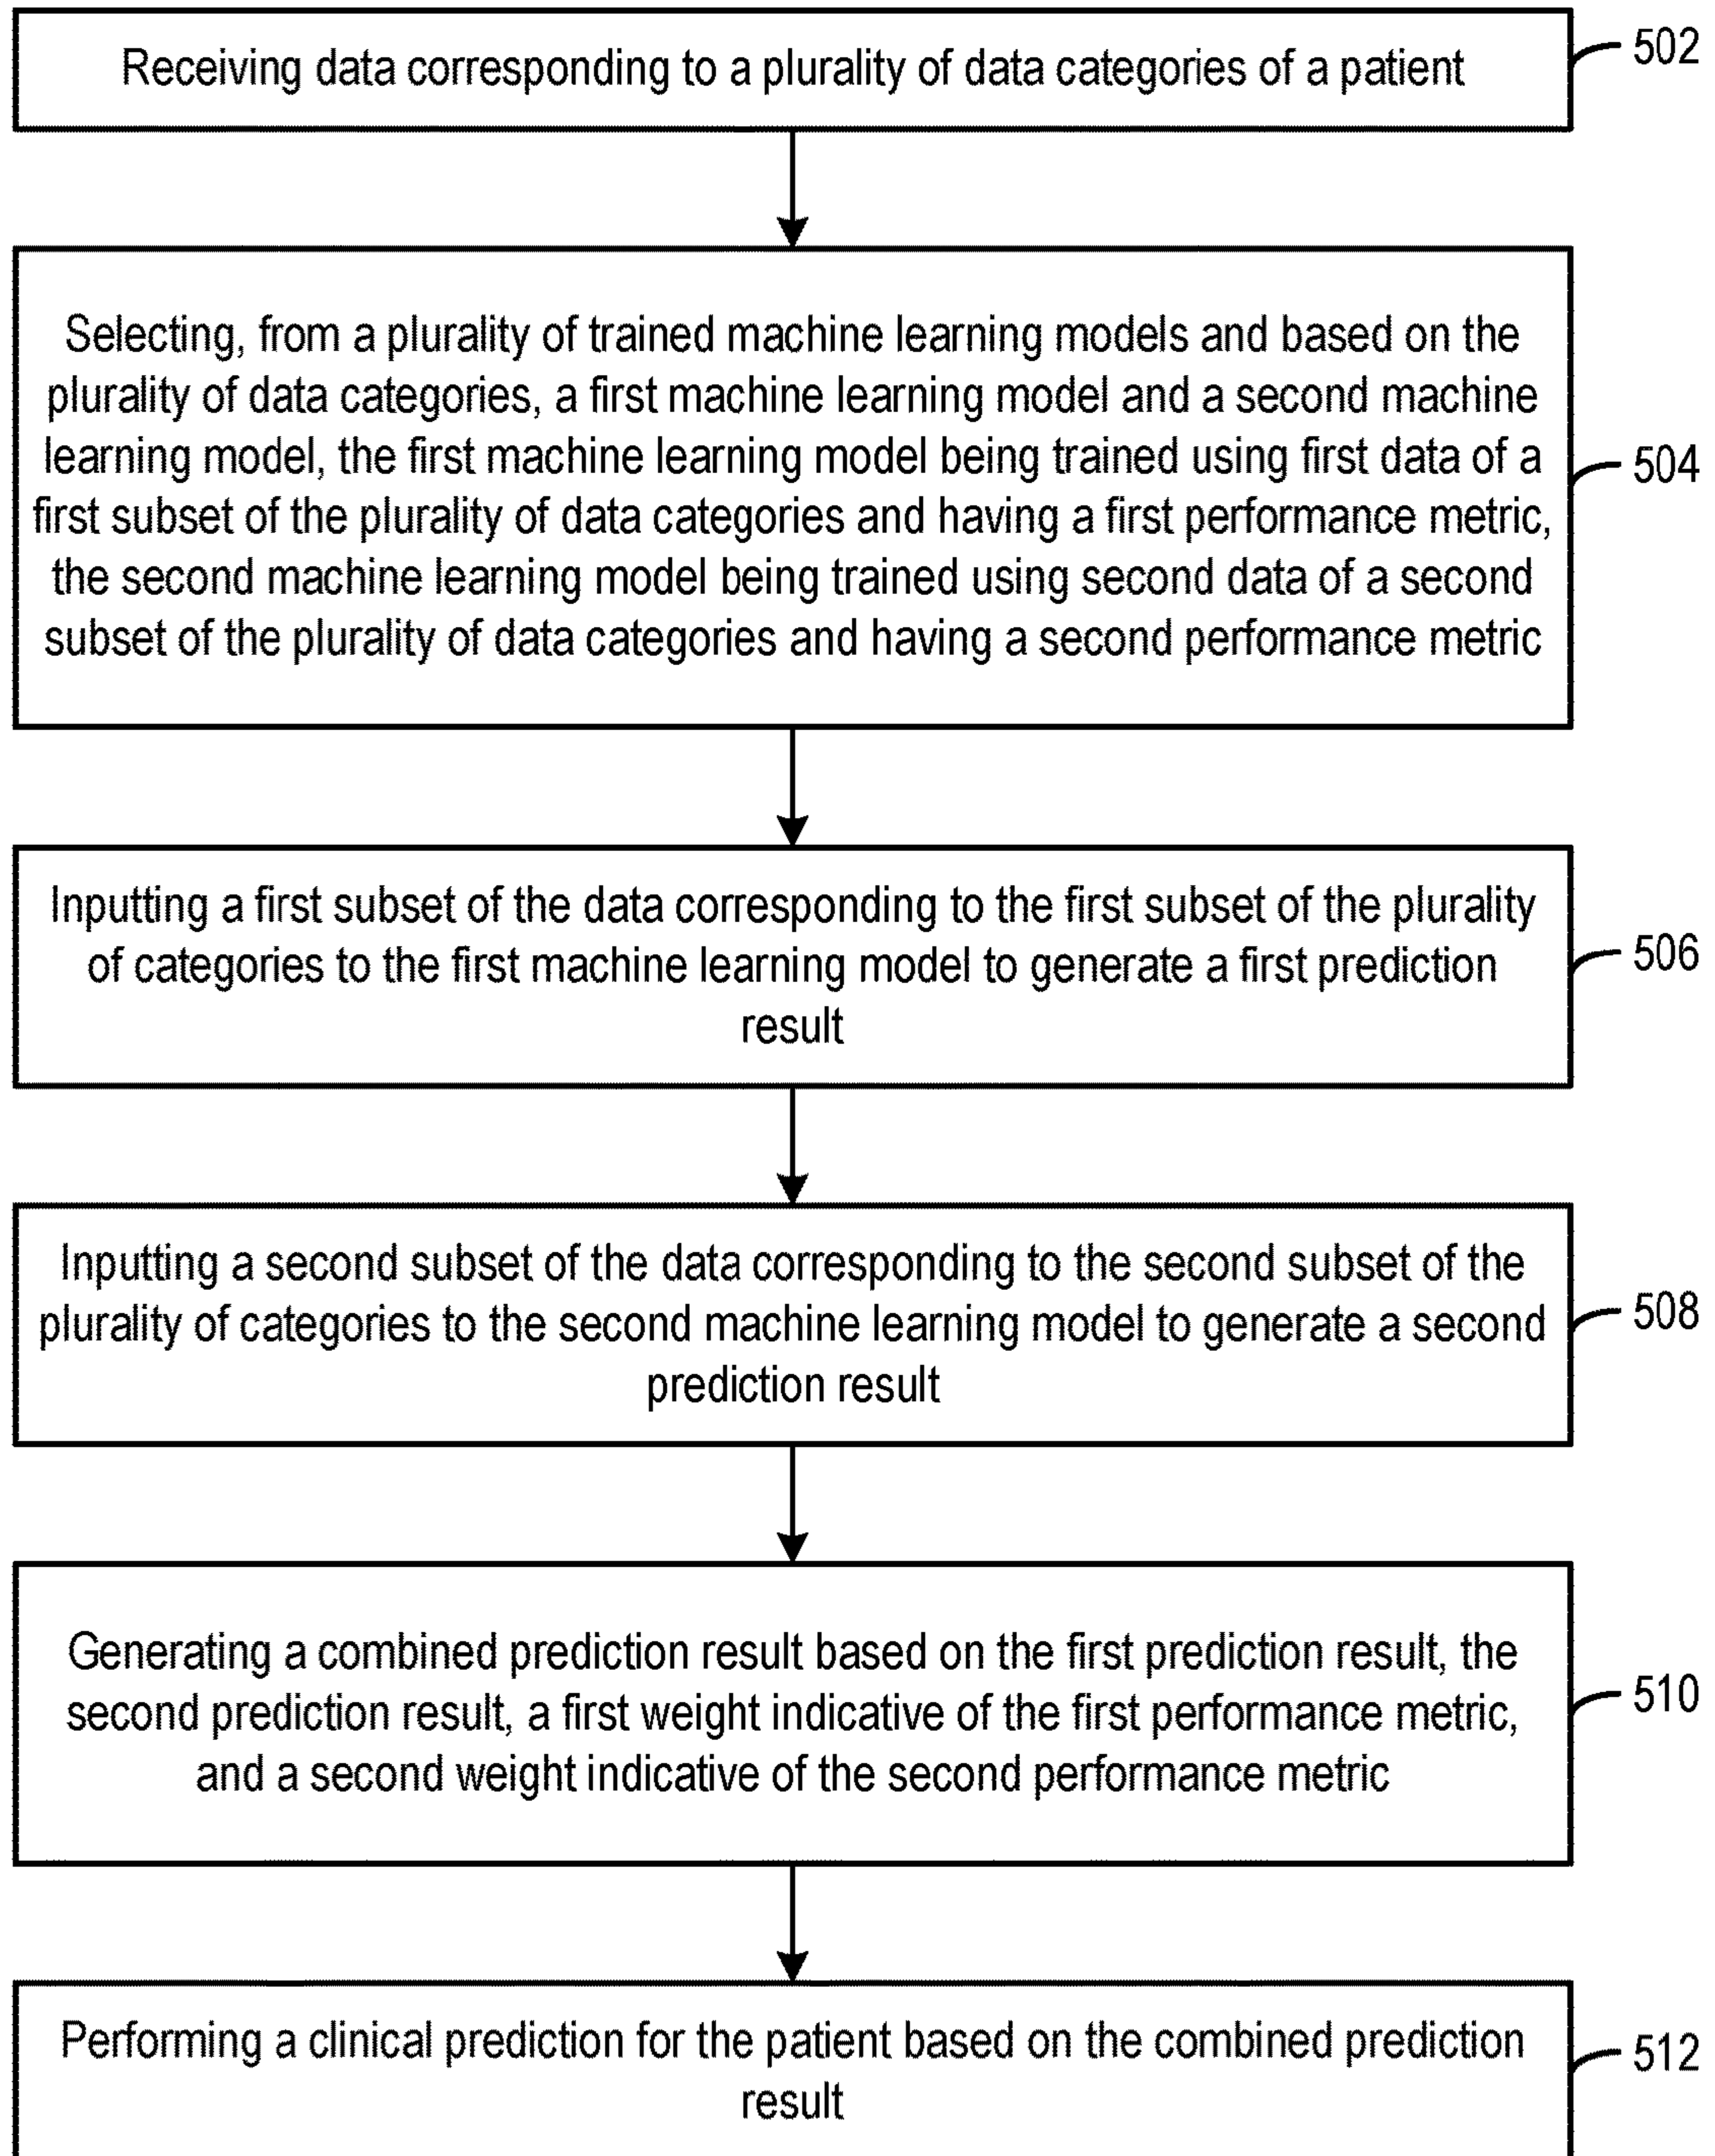 Receiving data corresponding to a plurality of data categories of a patient
502
Selecting, from a plurality of trained machine learning models and based on the
plurality of data categories, a first machine learning model and a second machine
learning model, the first machine learning model being trained using first data of a
first subset of the plurality of data categories and having a first performance metric,
the second machine learning model being trained using second data of a second
subset of the plurality of data categories and having a second performance metric
504
Inputting a first subset of the data corresponding to the first subset of the plurality
of categories to the first machine learning model to generate a first prediction
result
506
Inputting a second subset of the data corresponding to the second subset of the
plurality of categories to the second machine learning model to generate a second
prediction result
508
Generating a combined prediction result based on the first prediction result, the
second prediction result, a first weight indicative of the first performance metric,
and a second weight indicative of the second performance metric
510
Performing a clinical prediction for the patient based on the combined prediction
result
512